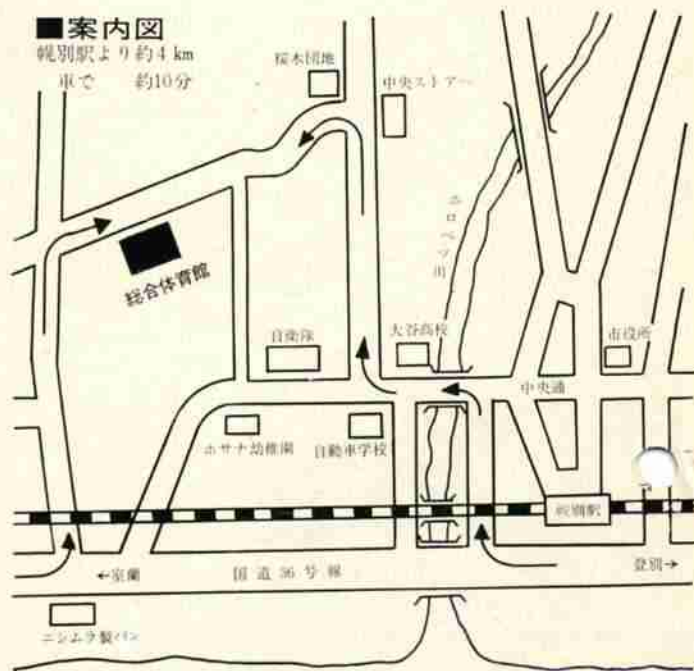 ■案内図
幌別駅より約4km
車で 約10分
桜木団地
中央ストアー
ホロベツ川
総合体育館
自衛隊
大谷高校
市役所
中央通
ホサナ幼稚園
自動車学校
幌別駅
←室蘭
国道36号線
登別→
ニシムラ製パン